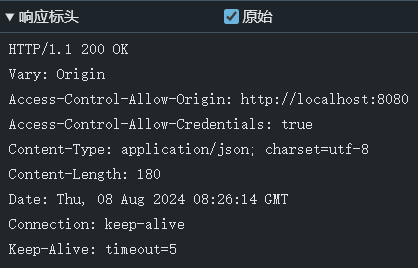 响应标头
原始
HTTP/1.1 200 OK
Vary: Origin
Access-Control-Allow-Origin: http://localhost:8080
Access-Control-Allow-Credentials: true
Content-Type: application/json; charset=utf-8
Content-Length: 180
Date: Thu, 08 Aug 2024 08:26:14 GMT
Connection: keep-alive
Keep-Alive: timeout=5